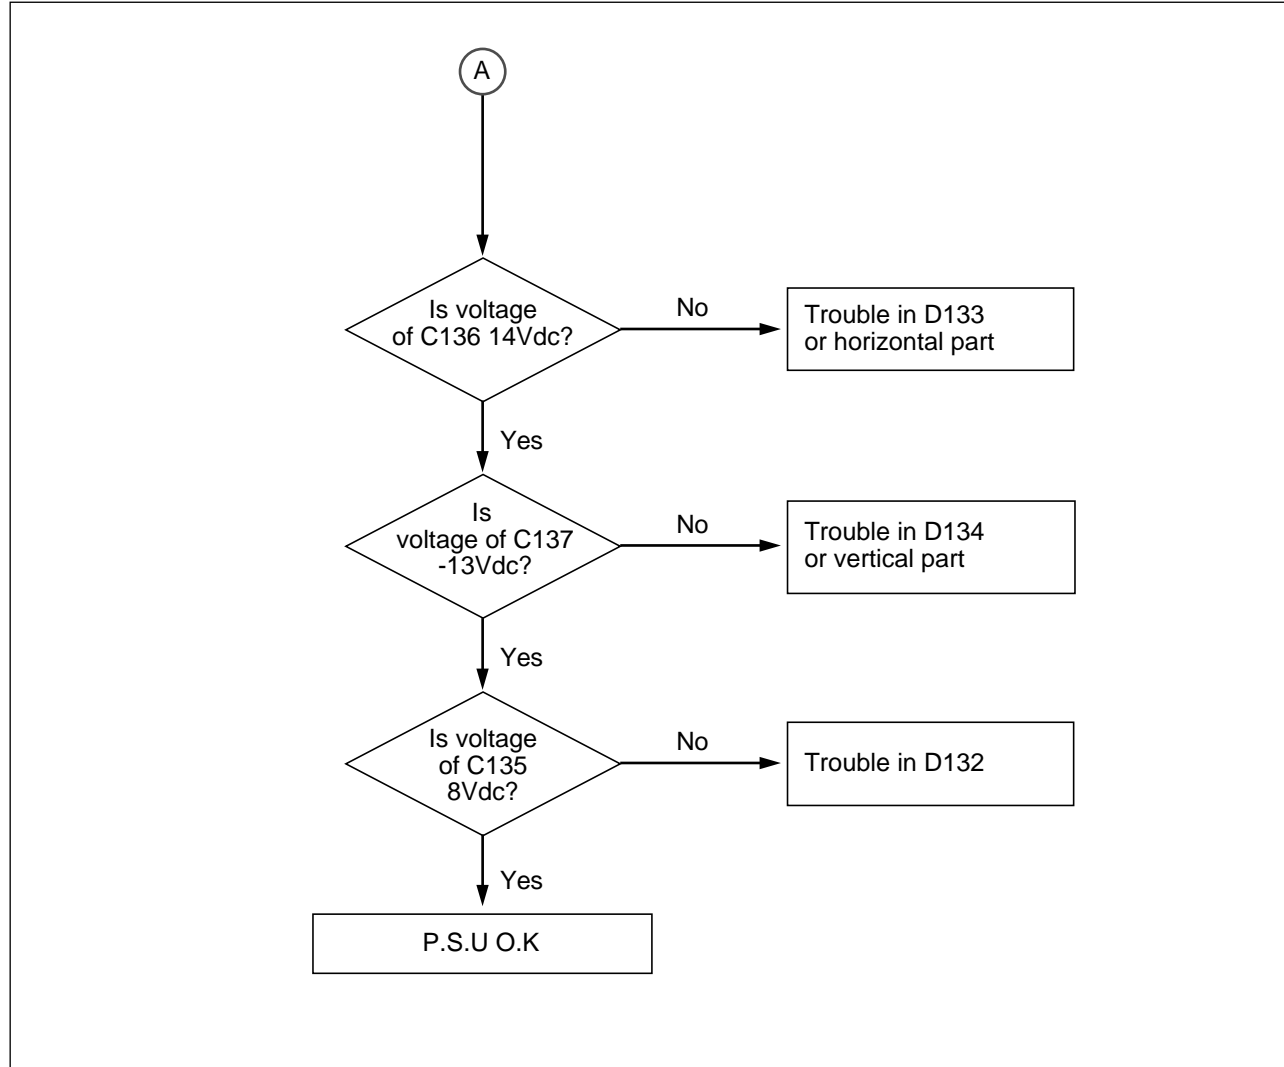 A
Is voltage
of C136 14Vdc?
No
Trouble in D133
or horizontal part
Yes
Is
voltage of C137
-13Vdc?
No
Trouble in D134
or vertical part
Yes
Is voltage
of C135
8Vdc?
No
Trouble in D132
Yes
P.S.U O.K